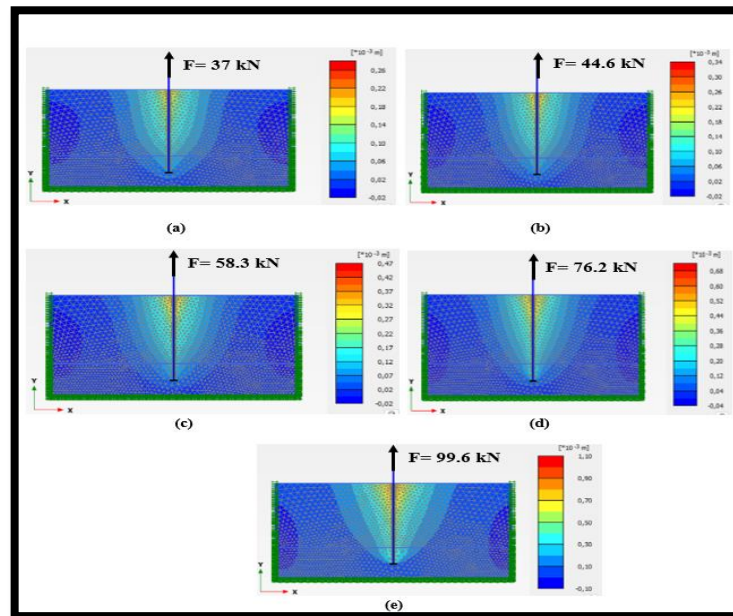 F= 37 kN
[*10⁻³ m]
0,26
0,22
0,18
0,14
0,10
0,06
0,02
-0,02
Y
X
(a)
F= 44.6 kN
[*10⁻³ m]
0,34
0,30
0,26
0,22
0,18
0,14
0,10
0,06
0,02
-0,02
Y
X
(b)
F= 58.3 kN
[*10⁻³ m]
0,47
0,42
0,37
0,32
0,27
0,22
0,17
0,12
0,07
0,02
-0,02
Y
X
(c)
F= 76.2 kN
[*10⁻³ m]
0,68
0,60
0,52
0,44
0,36
0,28
0,20
0,12
0,04
-0,04
Y
X
(d)
F= 99.6 kN
[*10⁻³ m]
1,10
0,90
0,70
0,50
0,30
0,10
-0,10
Y
X
(e)